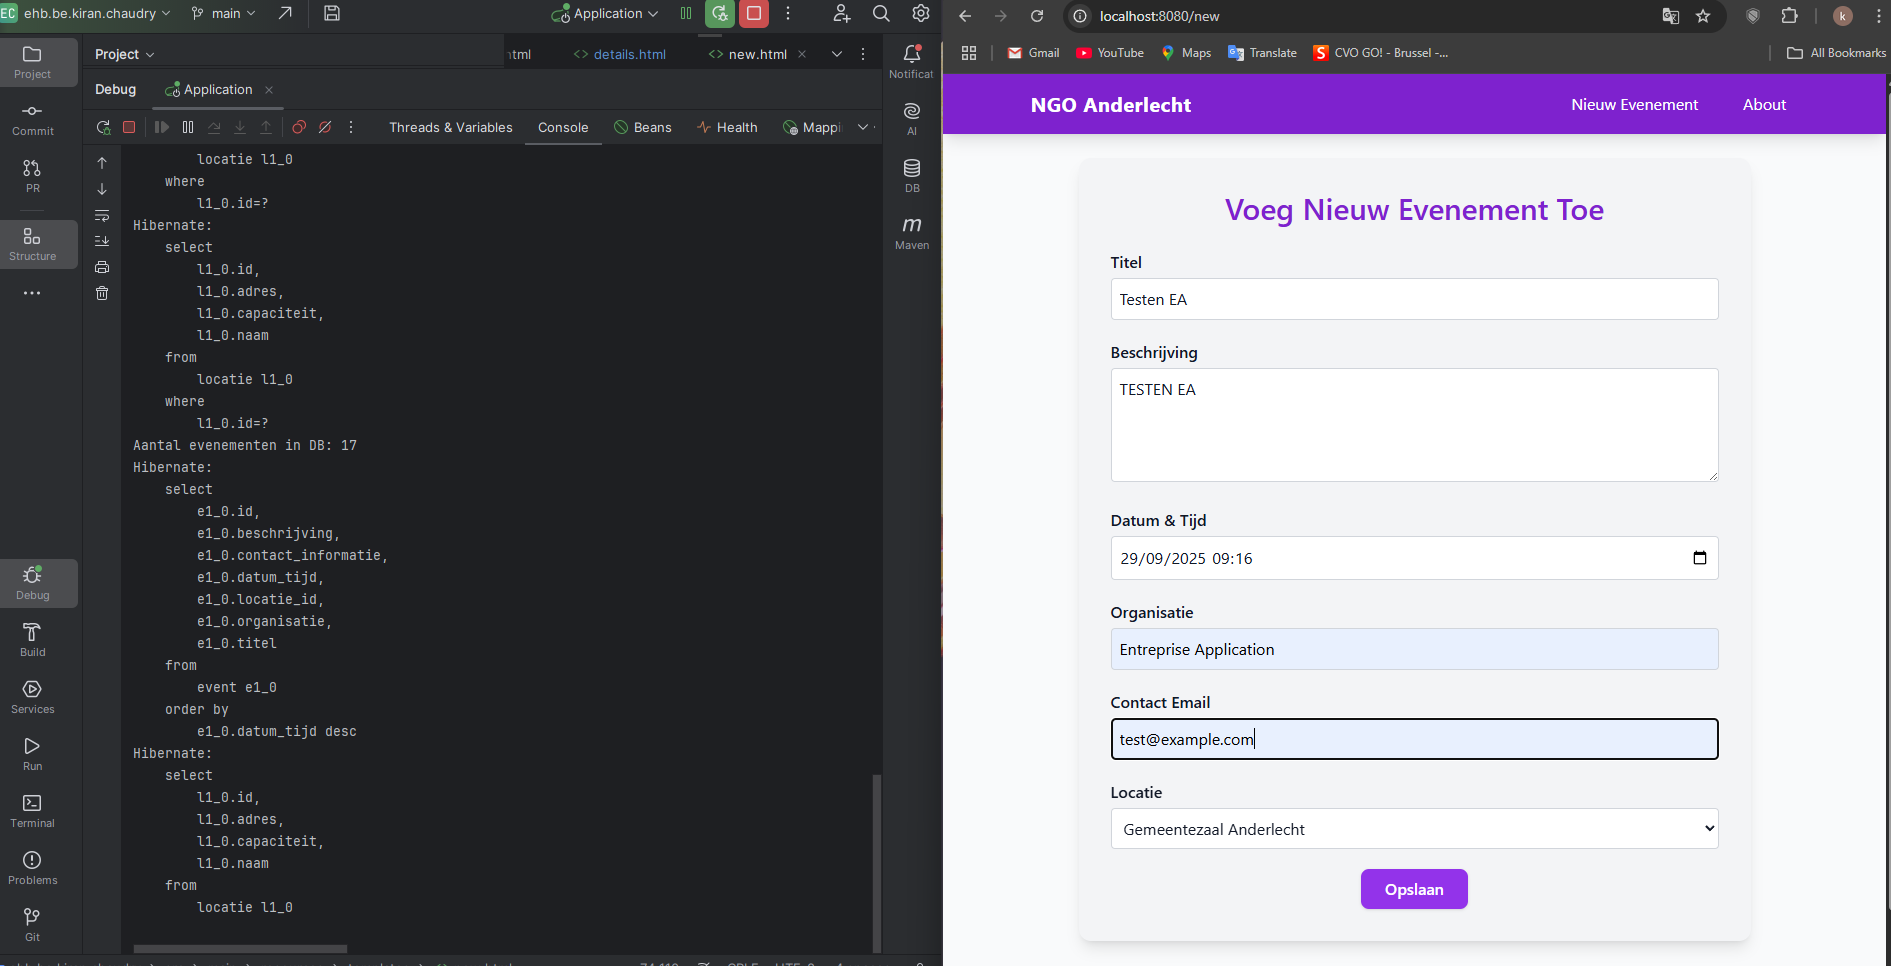 EC ehb.be.kiran.chaudry main Application
Project
Commit
PR
Structure
Debug
Build
Services
Run
Terminal
Problems
Git
Project
details.html
new.html
Debug Application
Threads & Variables Console Beans Health
locatie l1_0
where
l1_0.id=?
Hibernate:
select
l1_0.id,
l1_0.adres,
l1_0.capaciteit,
l1_0.naam
from
locatie l1_0
where
l1_0.id=?
Aantal evenementen in DB: 17
Hibernate:
select
e1_0.id,
e1_0.beschrijving,
e1_0.contact_informatie,
e1_0.datum_tijd,
e1_0.locatie_id,
e1_0.organisatie,
e1_0.titel
from
event e1_0
order by
e1_0.datum_tijd desc
Hibernate:
select
l1_0.id,
l1_0.adres,
l1_0.capaciteit,
l1_0.naam
from
locatie l1_0
Notificat
AI
DB
m
Maven
localhost:8080/new
k
Gmail YouTube Maps Translate CVO GO! - Brussel -... All Bookmarks
NGO Anderlecht Nieuw Evenement About
Voeg Nieuw Evenement Toe
Titel
Testen EA
Beschrijving
TESTEN EA
Datum & Tijd
29/09/2025 09:16
Organisatie
Entreprise Application
Contact Email
test@example.com
Locatie
Gemeentezaal Anderlecht
Opslaan